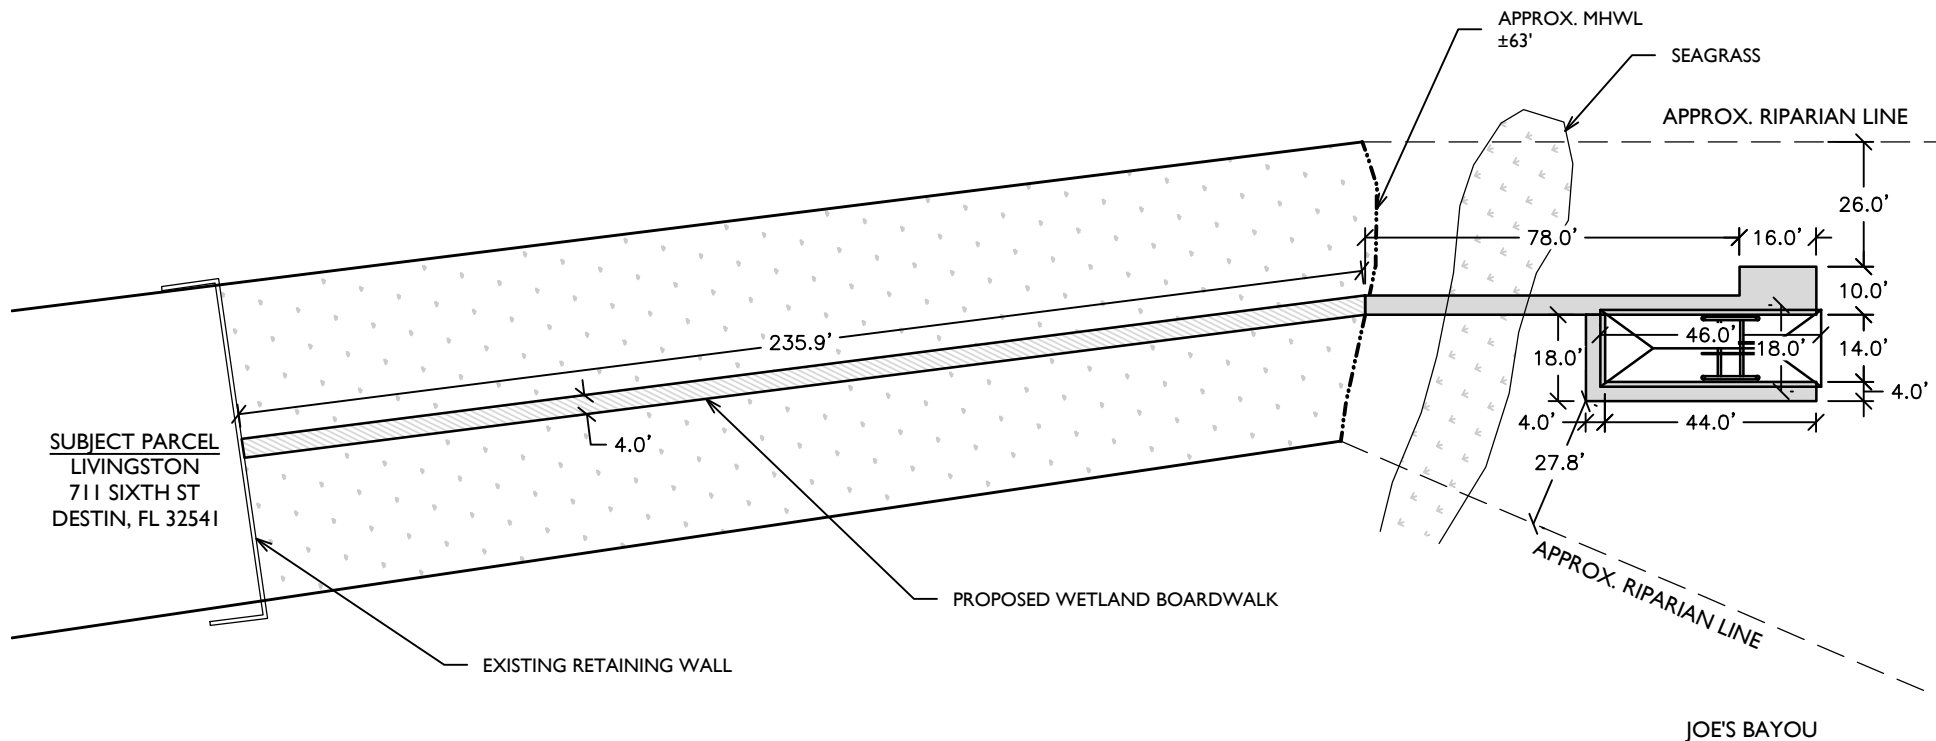 APPROX. MHWL
±63'
SEAGRASS
APPROX. RIPARIAN LINE
26.0'
78.0'
16.0'
10.0'
235.9'
46.0'
18.0'
18.0'
14.0'
4.0'
4.0'
44.0'
27.8'
4.0'
SUBJECT PARCEL
LIVINGSTON
711 SIXTH ST
DESTIN, FL 32541
APPROX. RIPARIAN LINE
PROPOSED WETLAND BOARDWALK
EXISTING RETAINING WALL
JOE'S BAYOU